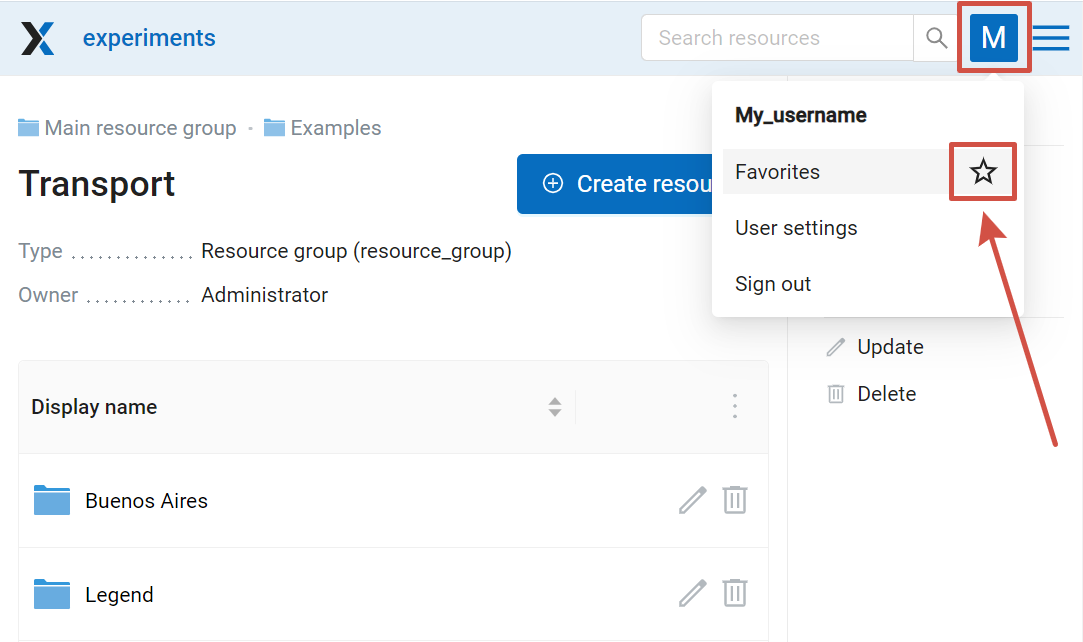 experiments
Search resources
M
My_username
Main resource group
Examples
Favorites
Transport
Create resou
User settings
Type
Resource group (resource_group)
Sign out
Owner
Administrator
Update
Delete
Display name
Buenos Aires
Legend